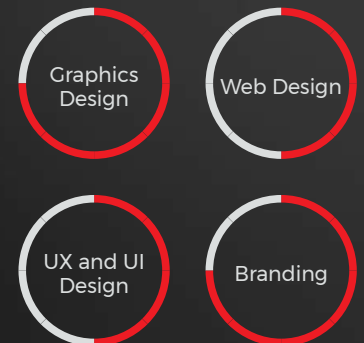 Graphics
Design
Web Design
UX and UI
Design
Branding